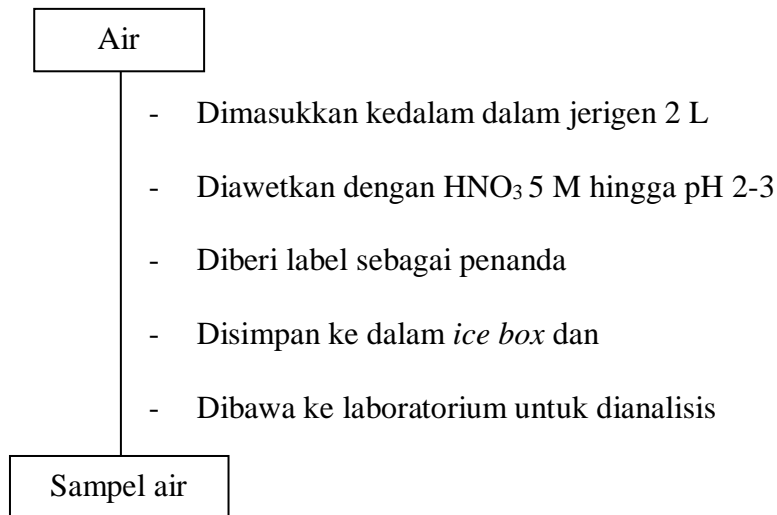 Air
- Dimasukkan kedalam dalam jerigen 2 L
- Diawetkan dengan HNO₃ 5 M hingga pH 2-3
- Diberi label sebagai penanda
- Disimpan ke dalam ice box dan
- Dibawa ke laboratorium untuk dianalisis
Sampel air